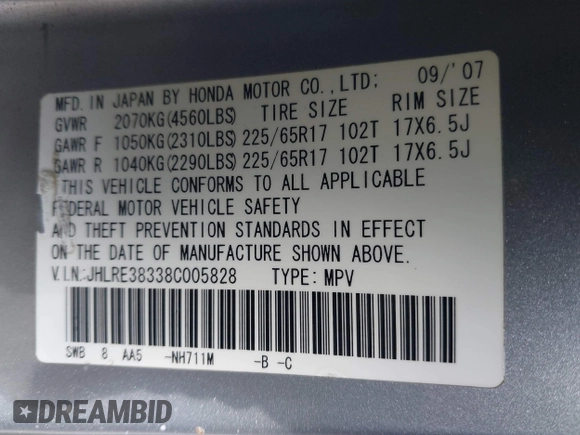 MFD. IN JAPAN BY HONDA MOTOR CO.,LTD; 09/'07
GVWR 2070KG(4560LBS) TIRE SIZE RIM SIZE
GAWR F 1050KG(2310LBS) 225/65R17 102T 17X6.5J
GAWR R 1040KG(2290LBS) 225/65R17 102T 17X6.5J
THIS VEHICLE CONFORMS TO ALL APPLICABLE
FEDERAL MOTOR VEHICLE SAFETY
AND THEFT PREVENTION STANDARDS IN EFFECT
ON THE DATE OF MANUFACTURE SHOWN ABOVE.
V.I.N:JHLRE38338C005828 TYPE: MPV
SWB 8 AA5 -NH711M -B -C
DREAMBID